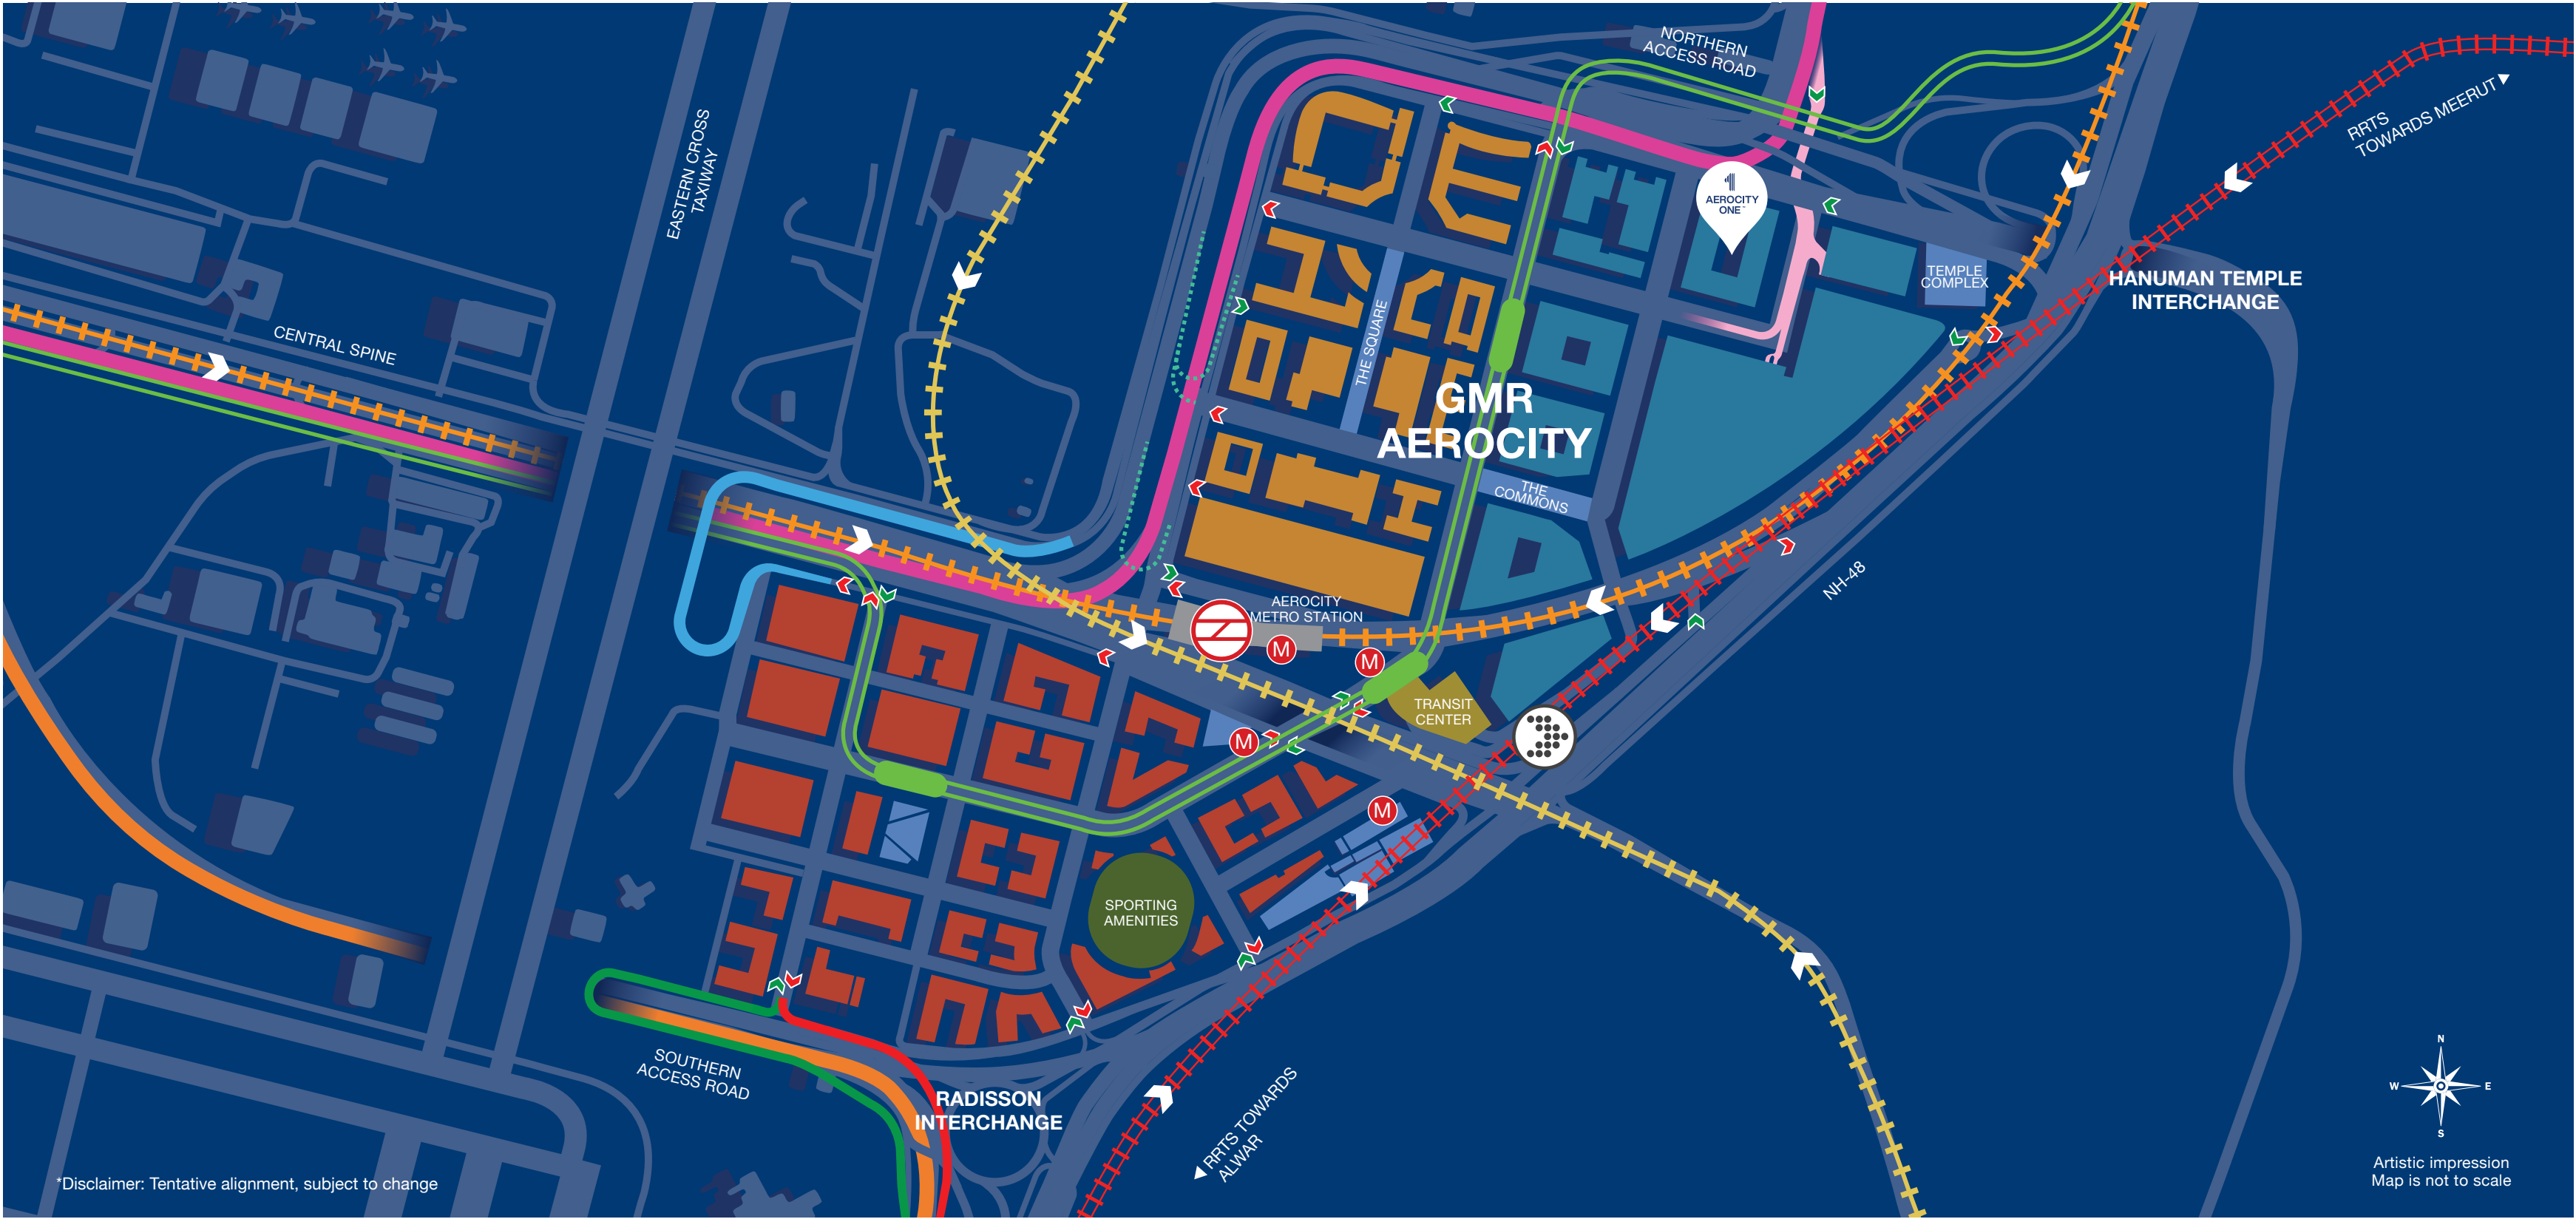 NORTHERN
ACCESS ROAD
RRTS
TOWARDS MEERUT
EASTERN CROSS
TAXIWAY
1
AEROCITY
ONE™
TEMPLE
COMPLEX
HANUMAN TEMPLE
INTERCHANGE
CENTRAL SPINE
THE SQUARE
GMR
AEROCITY
THE
COMMONS
NH-48
AEROCITY
METRO STATION
M
M
TRANSIT
CENTER
M
M
SPORTING
AMENITIES
SOUTHERN
ACCESS ROAD
RADISSON
INTERCHANGE
RRTS TOWARDS
ALWAR
N
W
E
S
Artistic impression
Map is not to scale
*Disclaimer: Tentative alignment, subject to change